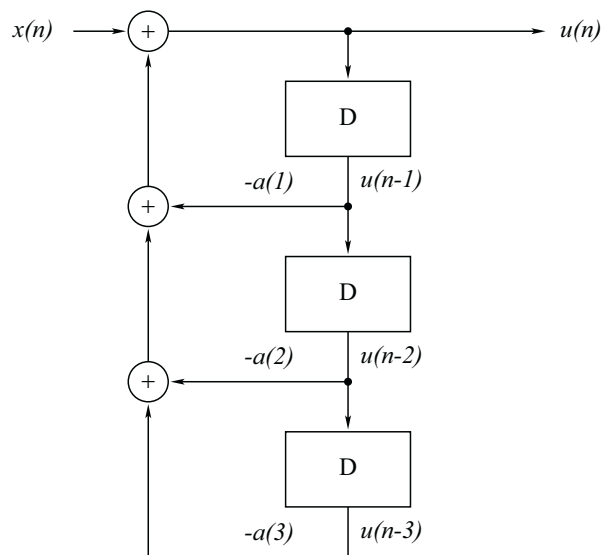 x(n) + u(n)
D
-a(1) u(n-1)
+
D
-a(2) u(n-2)
+
D
-a(3) u(n-3)